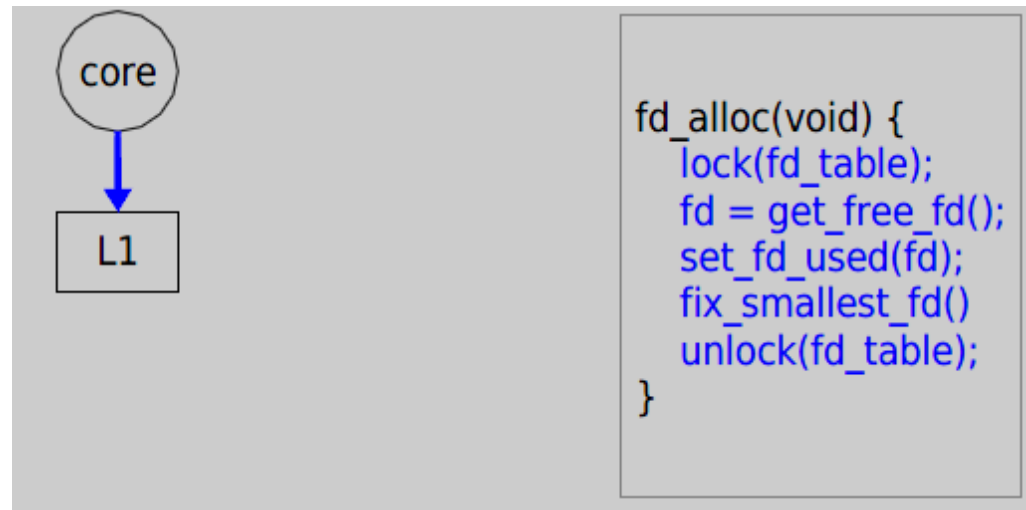 core
L1
fd_alloc(void) {
lock(fd_table);
fd = get_free_fd();
set_fd_used(fd);
fix_smallest_fd()
unlock(fd_table);
}